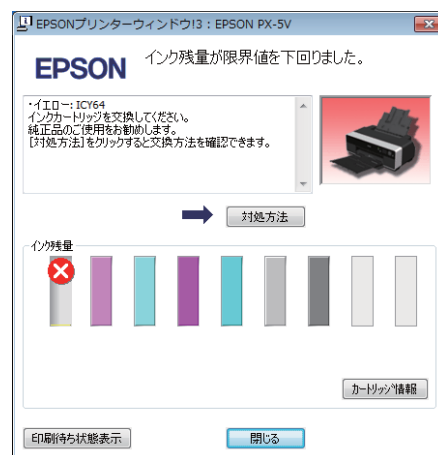 EPSONプリンターウィンドウ!3 : EPSON PX-5V
EPSON
インク残量が限界値を下回りました。
・イエロー: ICY64
インクカートリッジを交換してください。
純正品のご使用をお勧めします。
[対処方法]をクリックすると交換方法を確認できます。
対処方法
インク残量
カートリッジ情報
印刷待ち状態表示
閉じる